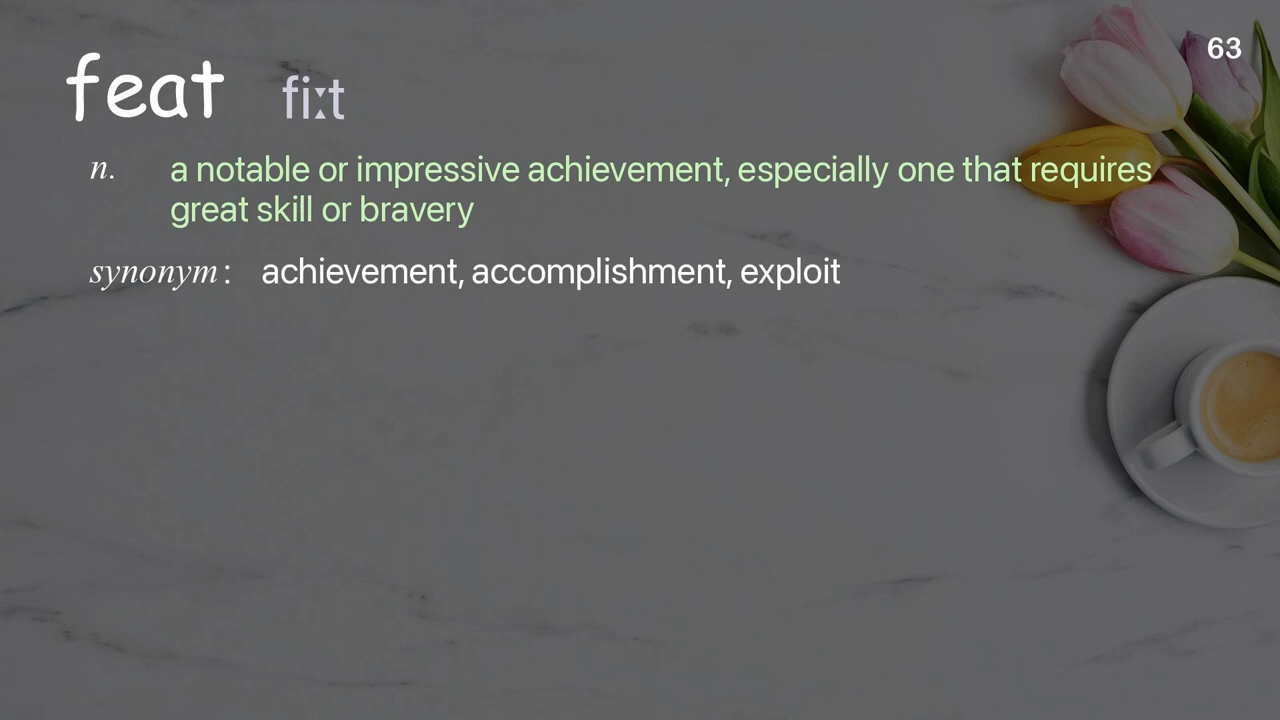 63
feat fiːt
n. a notable or impressive achievement, especially one that requires
great skill or bravery
synonym: achievement, accomplishment, exploit